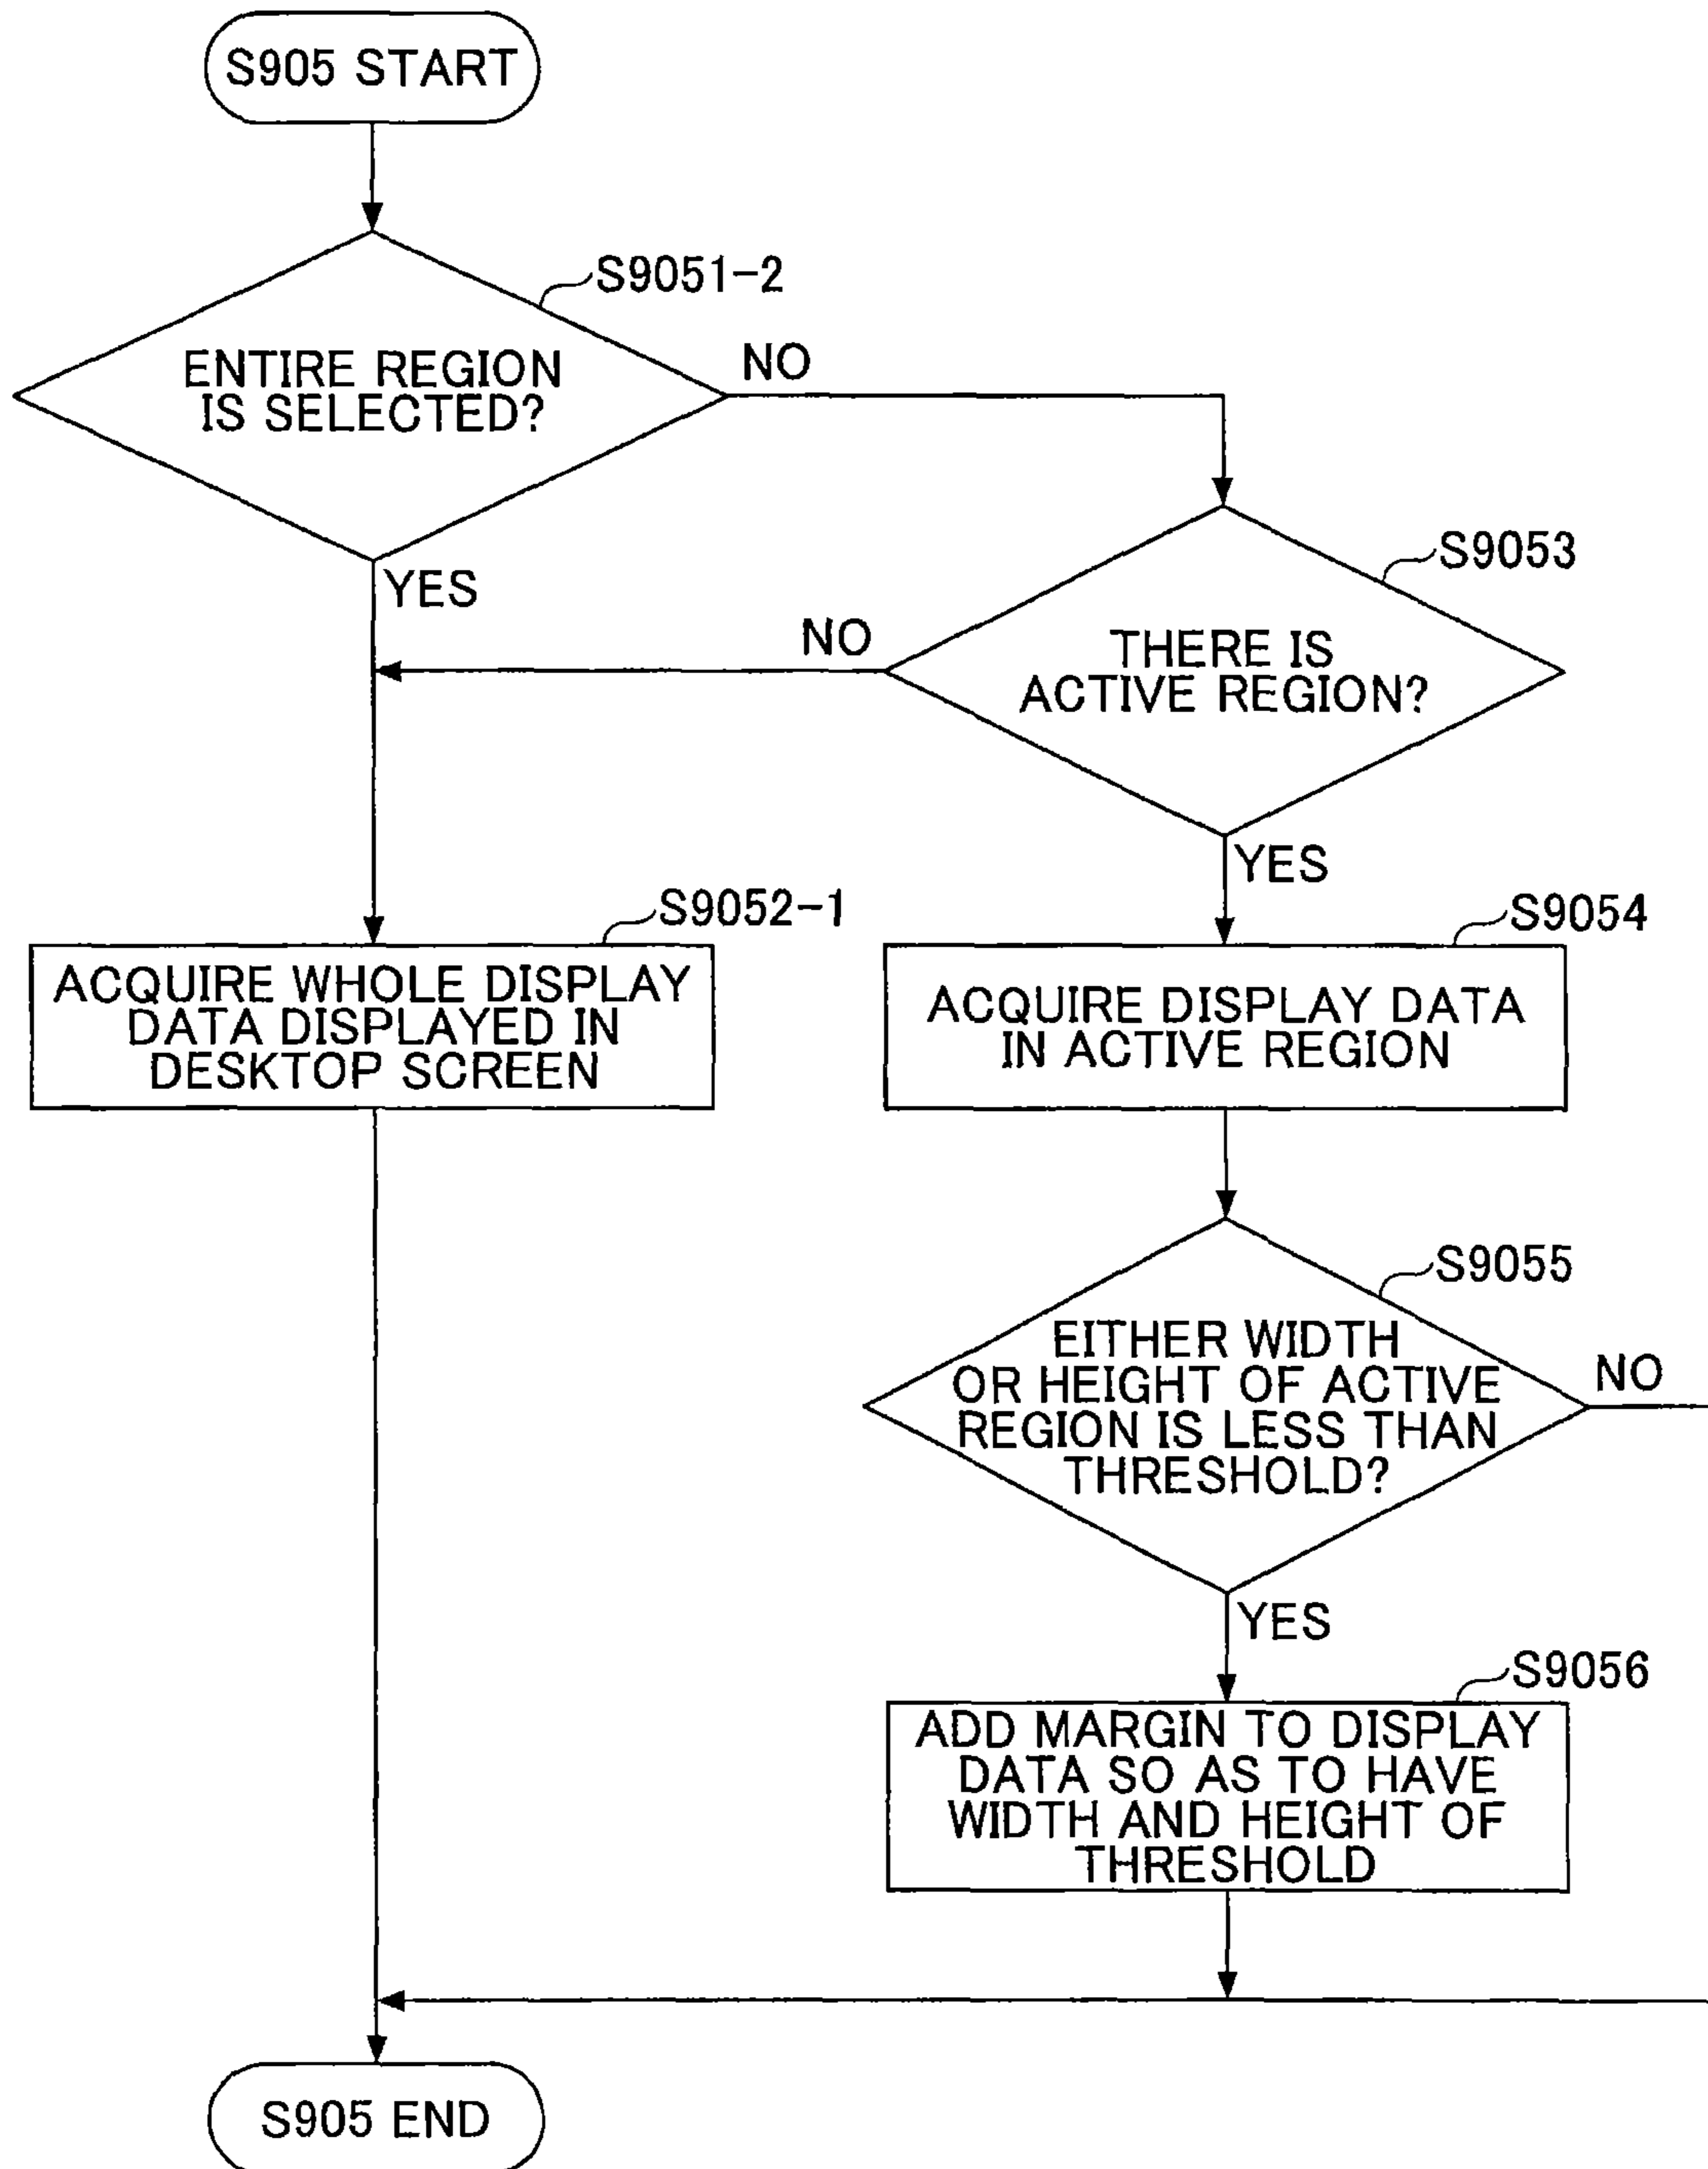 S905 START
S9051-2
ENTIRE REGION
IS SELECTED?
NO
YES
S9053
THERE IS
ACTIVE REGION?
NO
YES
S9052-1
ACQUIRE WHOLE DISPLAY
DATA DISPLAYED IN
DESKTOP SCREEN
S9054
ACQUIRE DISPLAY DATA
IN ACTIVE REGION
S9055
EITHER WIDTH
OR HEIGHT OF ACTIVE
REGION IS LESS THAN
THRESHOLD?
NO
YES
S9056
ADD MARGIN TO DISPLAY
DATA SO AS TO HAVE
WIDTH AND HEIGHT OF
THRESHOLD
S905 END